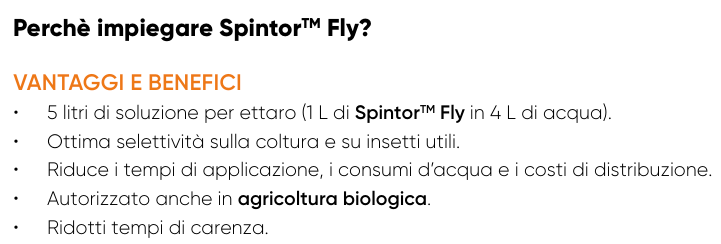 Perchè impiegare Spintor™ Fly?
VANTAGGI E BENEFICI
• 5 litri di soluzione per ettaro (1 L di Spintor™ Fly in 4 L di acqua).
• Ottima selettività sulla coltura e su insetti utili.
• Riduce i tempi di applicazione, i consumi d'acqua e i costi di distribuzione.
• Autorizzato anche in agricoltura biologica.
• Ridotti tempi di carenza.